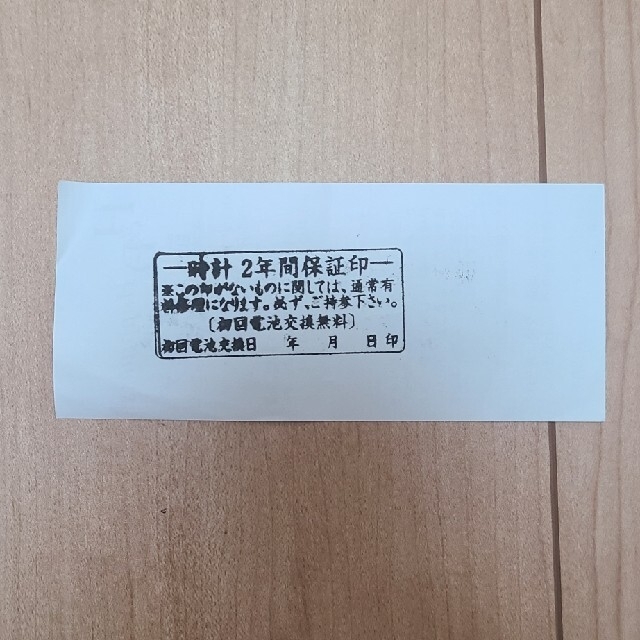 時計 2年間保証印
※この印がないものに関しては、通常有
料修理になります。必ず、ご持参下さい。
〔初回電池交換無料〕
初回電池交換日 年 月 日 印